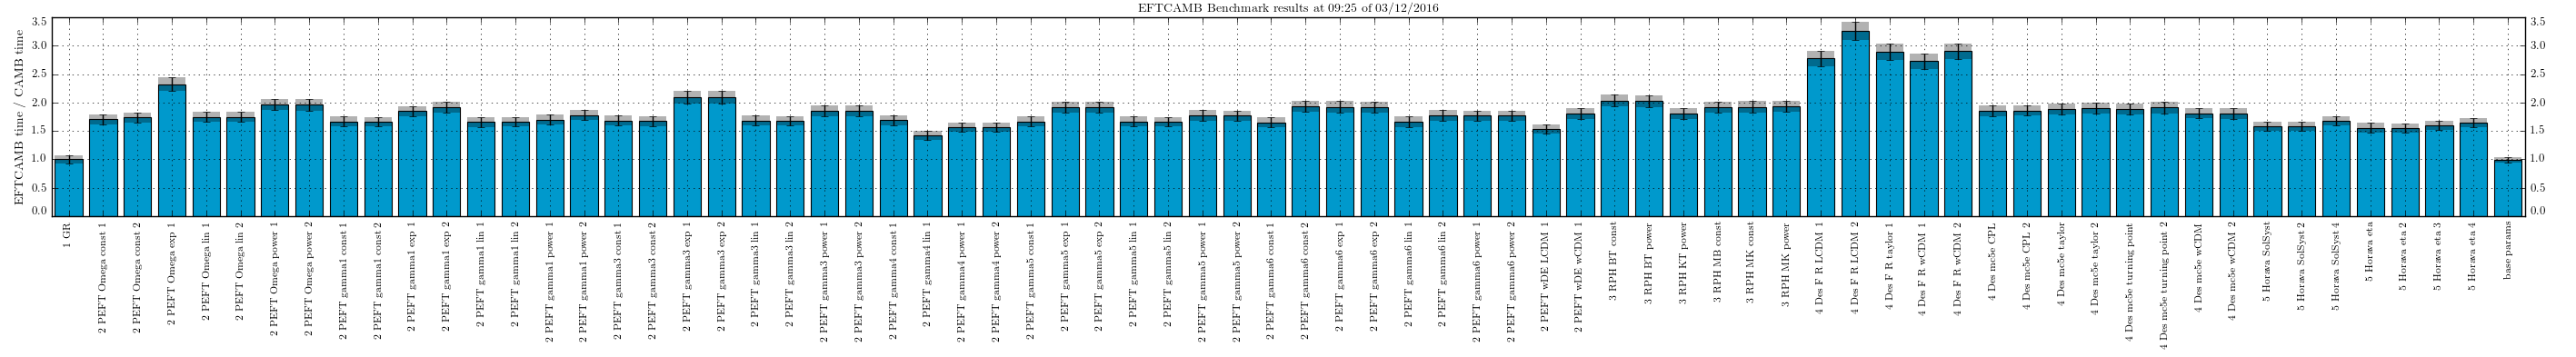 EFTCAMB Benchmark results at 09:25 of 03/12/2016
EFTCAMB time / CAMB time
3.5
3.0
2.5
2.0
1.5
1.0
0.5
0.0
3.5
3.0
2.5
2.0
1.5
1.0
0.5
0.0
1 GR
2 PEFT Omega const 1
2 PEFT Omega const 2
2 PEFT Omega exp 1
2 PEFT Omega lin 1
2 PEFT Omega lin 2
2 PEFT Omega power 1
2 PEFT Omega power 2
2 PEFT gamma1 const 1
2 PEFT gamma1 const 2
2 PEFT gamma1 exp 1
2 PEFT gamma1 exp 2
2 PEFT gamma1 lin 1
2 PEFT gamma1 lin 2
2 PEFT gamma1 power 1
2 PEFT gamma1 power 2
2 PEFT gamma3 const 1
2 PEFT gamma3 const 2
2 PEFT gamma3 exp 1
2 PEFT gamma3 exp 2
2 PEFT gamma3 lin 1
2 PEFT gamma3 lin 2
2 PEFT gamma3 power 1
2 PEFT gamma3 power 2
2 PEFT gamma4 const 1
2 PEFT gamma4 lin 1
2 PEFT gamma4 power 1
2 PEFT gamma4 power 2
2 PEFT gamma5 const 1
2 PEFT gamma5 exp 1
2 PEFT gamma5 exp 2
2 PEFT gamma5 lin 1
2 PEFT gamma5 lin 2
2 PEFT gamma5 power 1
2 PEFT gamma5 power 2
2 PEFT gamma6 const 1
2 PEFT gamma6 const 2
2 PEFT gamma6 exp 1
2 PEFT gamma6 exp 2
2 PEFT gamma6 lin 1
2 PEFT gamma6 lin 2
2 PEFT gamma6 power 1
2 PEFT gamma6 power 2
2 PEFT wDE LCDM 1
2 PEFT wDE wCDM 1
3 RPH BT const
3 RPH BT power
3 RPH KT power
3 RPH MB const
3 RPH MK const
3 RPH MK power
4 Des F R LCDM 1
4 Des F R LCDM 2
4 Des F R taylor 1
4 Des F R wCDM 1
4 Des F R wCDM 2
4 Des mc5e CPL
4 Des mc5e CPL 2
4 Des mc5e taylor
4 Des mc5e taylor 2
4 Des mc5e turning point
4 Des mc5e turning point 2
4 Des mc5e wCDM
4 Des mc5e wCDM 2
5 Horava SolSyst
5 Horava SolSyst 2
5 Horava SolSyst 4
5 Horava eta
5 Horava eta 2
5 Horava eta 3
5 Horava eta 4
base params